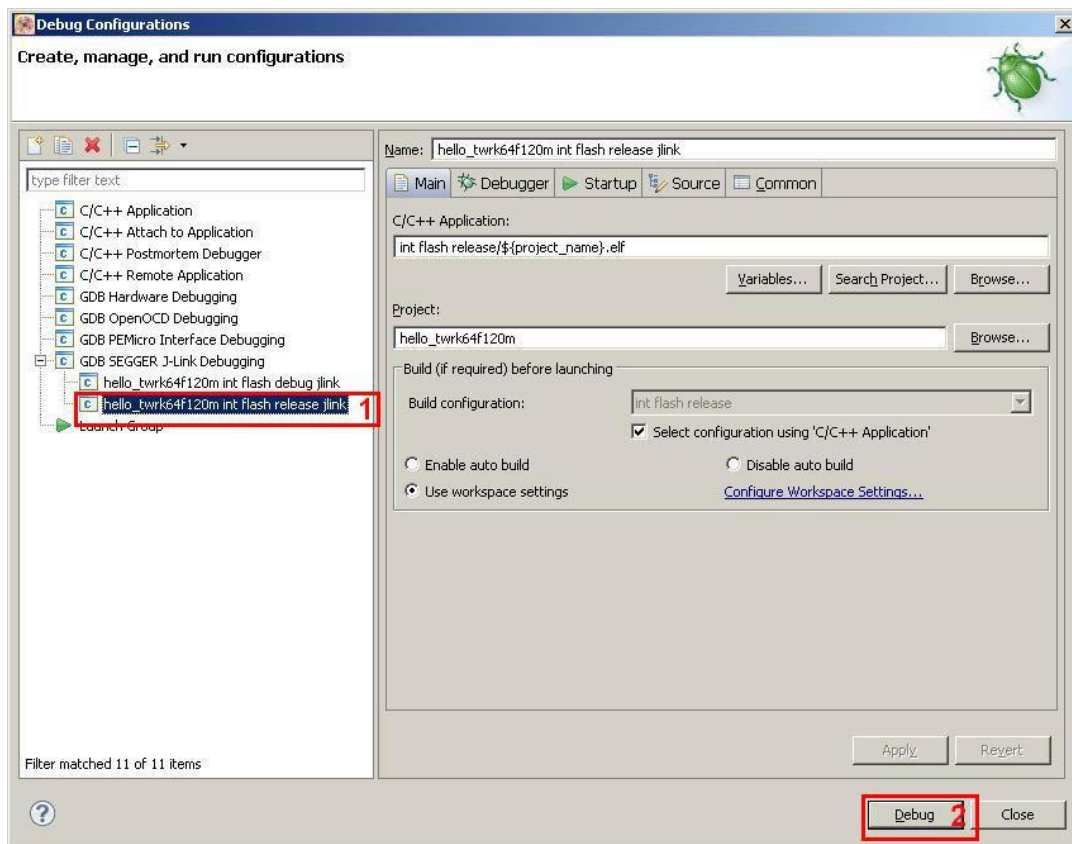 Debug Configurations
Create, manage, and run configurations
type filter text
C/C++ Application
C/C++ Attach to Application
C/C++ Postmortem Debugger
C/C++ Remote Application
GDB Hardware Debugging
GDB OpenOCD Debugging
GDB PEMicro Interface Debugging
GDB SEGGER J-Link Debugging
hello_twrk64f120m int flash debug jlink
hello_twrk64f120m int flash release jlink 1
Launch Group
Filter matched 11 of 11 items
Name: hello_twrk64f120m int flash release jlink
Main Debugger Startup Source Common
C/C++ Application:
int flash release/${project_name}.elf
Variables... Search Project... Browse...
Project:
hello_twrk64f120m Browse...
Build (if required) before launching
Build configuration: int flash release
Select configuration using 'C/C++ Application'
Enable auto build Disable auto build
Use workspace settings Configure Workspace Settings...
Apply Revert
Debug 2 Close